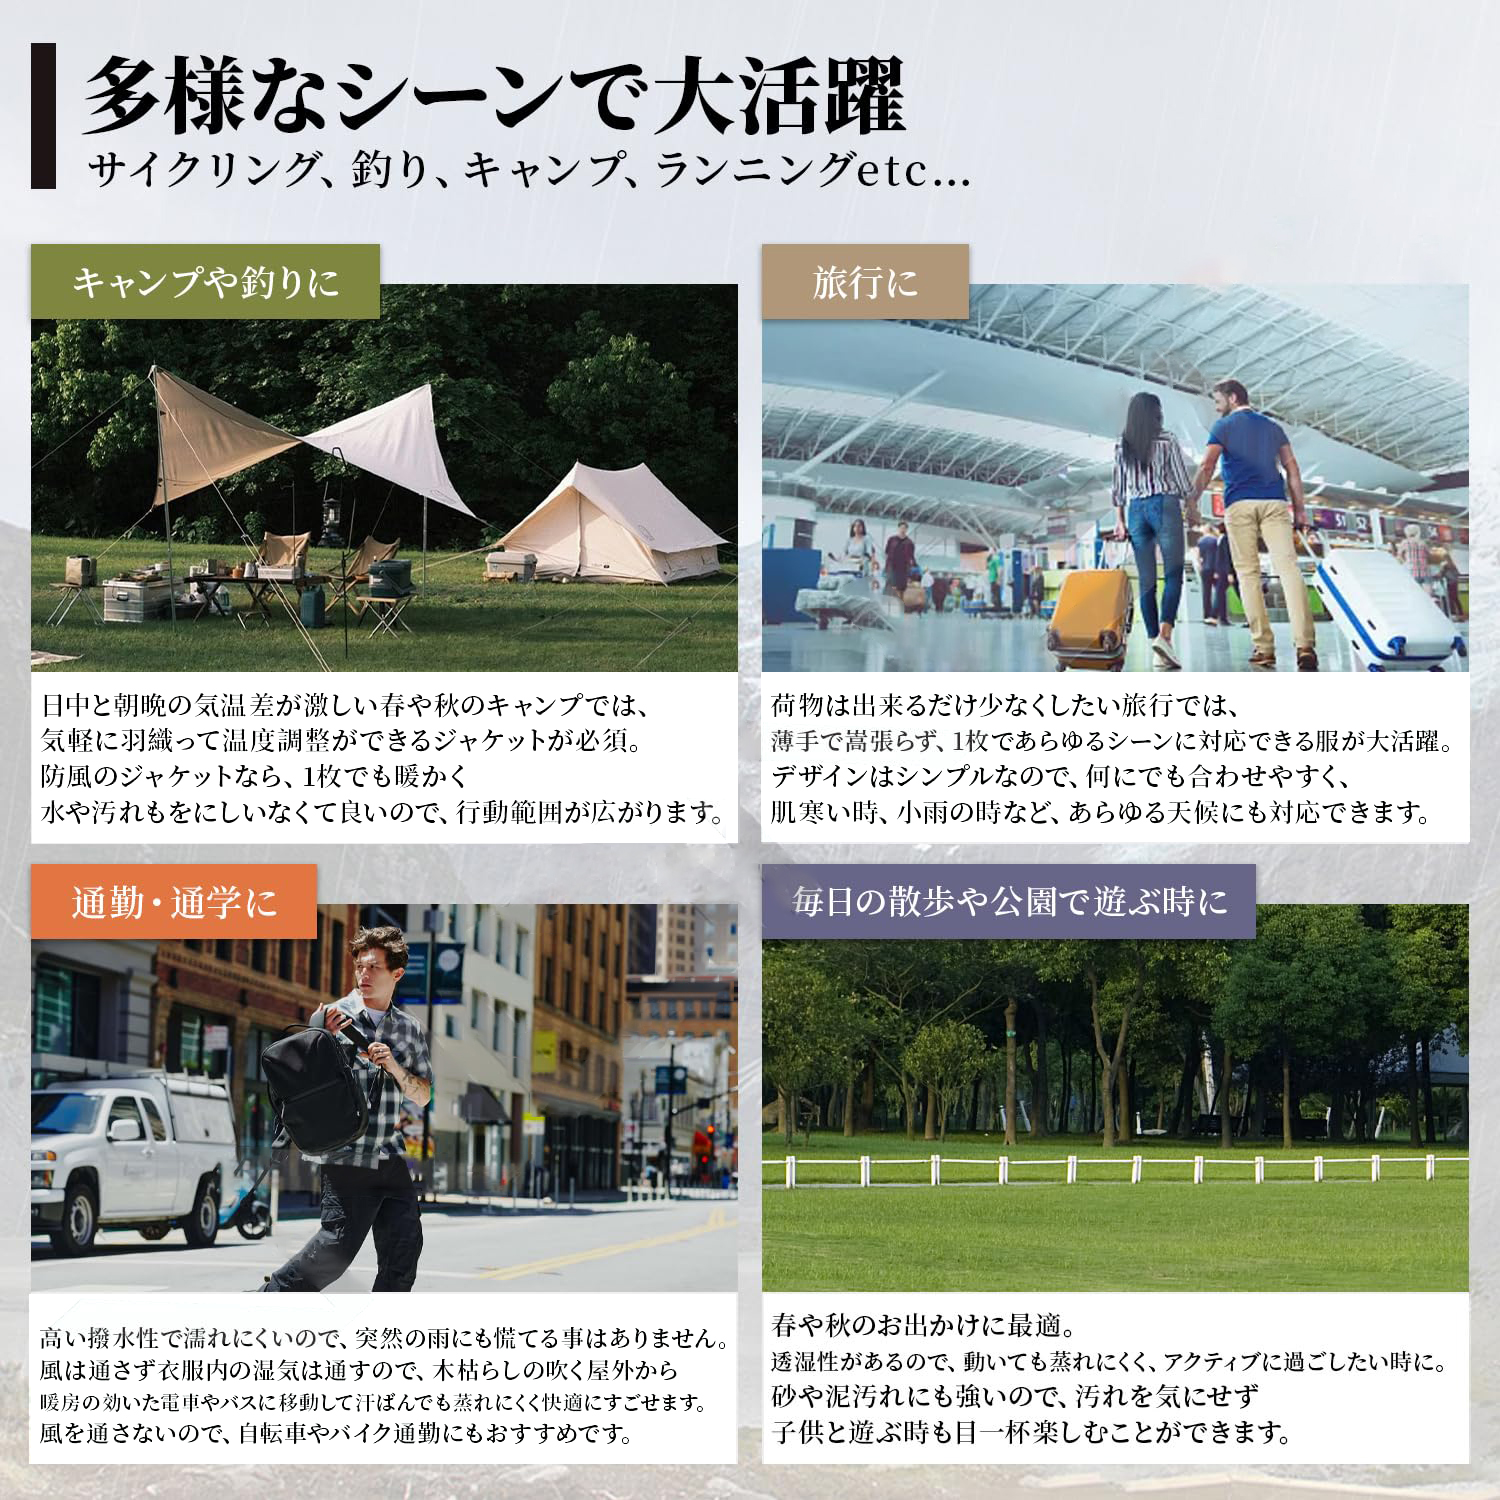 多様なシーンで大活躍
サイクリング、釣り、キャンプ、ランニングetc...
キャンプや釣りに
日中と朝晩の気温差が激しい春や秋のキャンプでは、
気軽に羽織って温度調整ができるジャケットが必須。
防風のジャケットなら、1枚でも暖かく
水や汚れもをにしいなくて良いので、行動範囲が広がります。
旅行に
荷物は出来るだけ少なくしたい旅行では、
薄手で嵩張らず、1枚であらゆるシーンに対応できる服が大活躍。
デザインはシンプルなので、何にでも合わせやすく、
肌寒い時、小雨の時など、あらゆる天候にも対応できます。
通勤・通学に
高い撥水性で濡れにくいので、突然の雨にも慌てる事はありません。
風は通さず衣服内の湿気は通すので、木枯らしの吹く屋外から
暖房の効いた電車やバスに移動して汗ばんでも蒸れにくく快適にすごせます。
風を通さないので、自転車やバイク通勤にもおすすめです。
毎日の散歩や公園で遊ぶ時に
春や秋のお出かけに最適。
透湿性があるので、動いても蒸れにくく、アクティブに過ごしたい時に。
砂や泥汚れにも強いので、汚れを気にせず
子供と遊ぶ時も目一杯楽しむことができます。
51
52